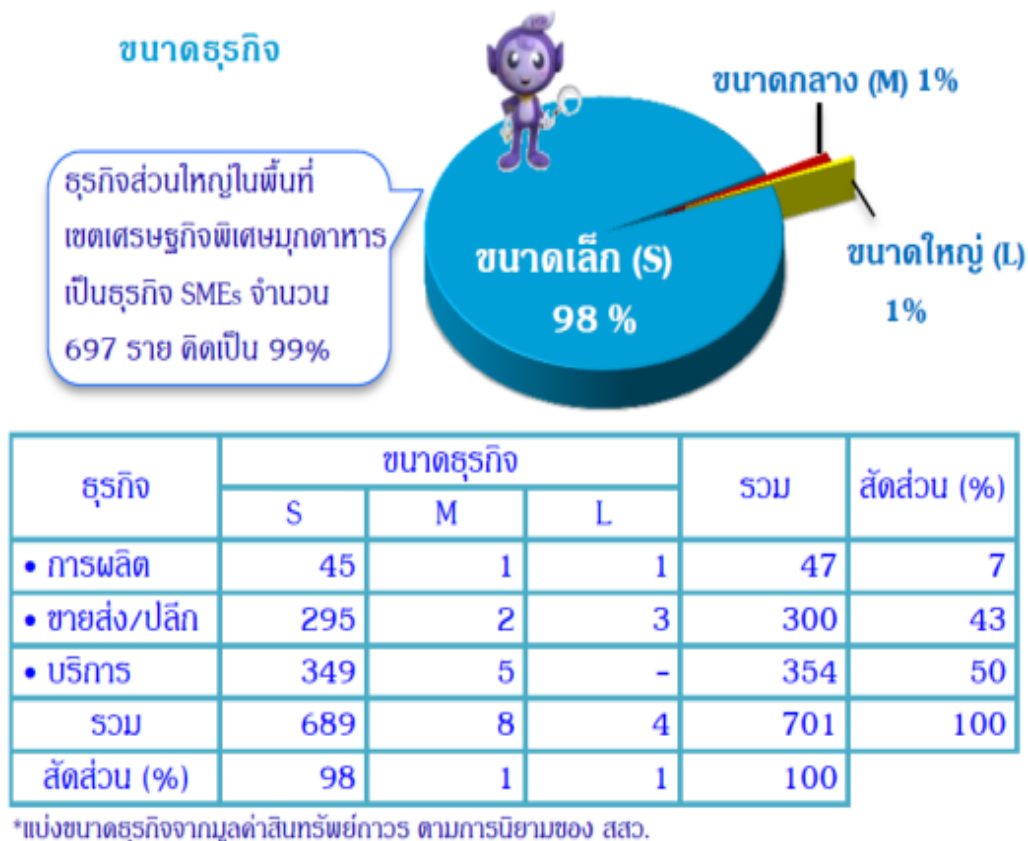 ขนาดธุรกิจ
ขนาดกลาง (M) 1%
ธุรกิจส่วนใหญ่ในพื้นที่
เขตเศรษฐกิจพิเศษมุกดาหาร
เป็นธุรกิจ SMEs จำนวน
697 ราย คิดเป็น 99%
ขนาดเล็ก (S)
98 %
ขนาดใหญ่ (L)
1%
ธุรกิจ ขนาดธุรกิจ รวม สัดส่วน (%)
S M L
• การผลิต 45 1 1 47 7
• ขายส่ง/ปลีก 295 2 3 300 43
• บริการ 349 5 - 354 50
รวม 689 8 4 701 100
สัดส่วน (%) 98 1 1 100
*แบ่งขนาดธุรกิจจากมูลค่าสินทรัพย์ถาวร ตามการนิยามของ สสว.